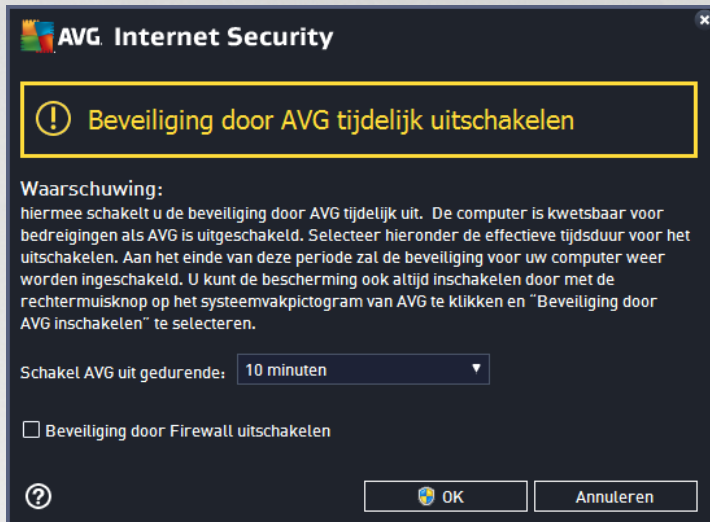 AVG. Internet Security
Beveiliging door AVG tijdelijk uitschakelen
Waarschuwing:
hiermee schakelt u de beveiliging door AVG tijdelijk uit. De computer is kwetsbaar voor
bedreigingen als AVG is uitgeschakeld. Selecteer hieronder de effectieve tijdsduur voor het
uitschakelen. Aan het einde van deze periode zal de beveiliging voor uw computer weer
worden ingeschakeld. U kunt de bescherming ook altijd inschakelen door met de
rechtermuisknop op het systeemvakpictogram van AVG te klikken en "Beveiliging door
AVG inschakelen" te selecteren.
Schakel AVG uit gedurende: 10 minuten
Beveiliging door Firewall uitschakelen
OK Annuleren